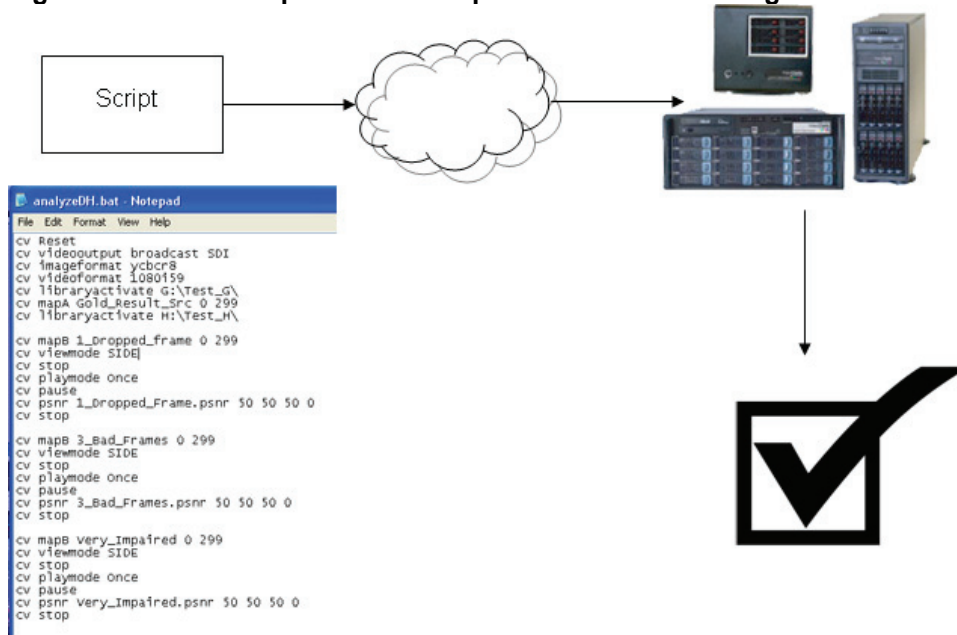 Script
analyzeDH.bat - Notepad
File Edit Format View Help
cv Reset
cv videooutput broadcast SDI
cv imageformat ycbcr8
cv videoformat 1080i59
cv libraryactivate G:\Test_G\
cv mapA Gold_Result_Src 0 299
cv libraryactivate H:\Test_H\
cv mapB 1_Dropped_frame 0 299
cv viewmode SIDE
cv stop
cv playmode Once
cv pause
cv psnr 1_Dropped_Frame.psnr 50 50 50 0
cv stop
cv mapB 3_Bad_Frames 0 299
cv viewmode SIDE
cv stop
cv playmode Once
cv pause
cv psnr 3_Bad_Frames.psnr 50 50 50 0
cv stop
cv mapB Very_Impaired 0 299
cv viewmode SIDE
cv stop
cv playmode Once
cv pause
cv psnr Very_Impaired.psnr 50 50 50 0
cv stop